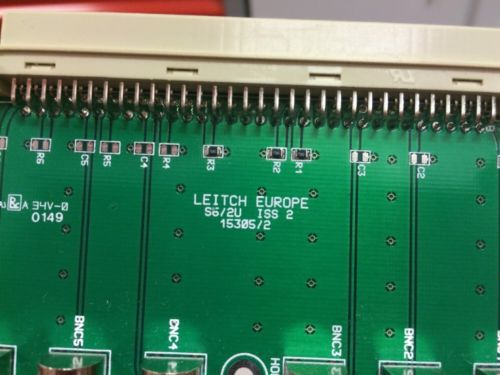 R6
C5
R5
C4
R4
R3
R2
R1
C3
C2
LEITCH EUROPE
S6/2U ISS 2
15305/2
94V-0
0149
BNC5
BNC4
BNC3
BNC2